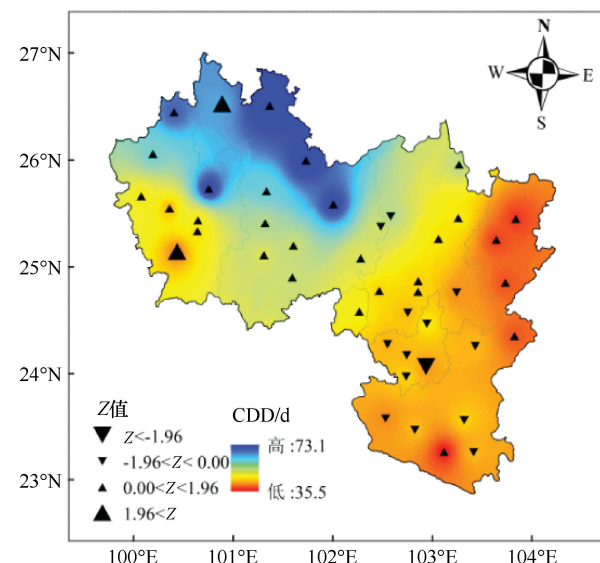 N
W E
S
27°N
26°N
25°N
24°N
23°N
Z值
Z<-1.96
-1.96<Z< 0.00
0.00<Z<1.96
1.96<Z
CDD/d
高 :73.1
低 :35.5
100°E 101°E 102°E 103°E 104°E